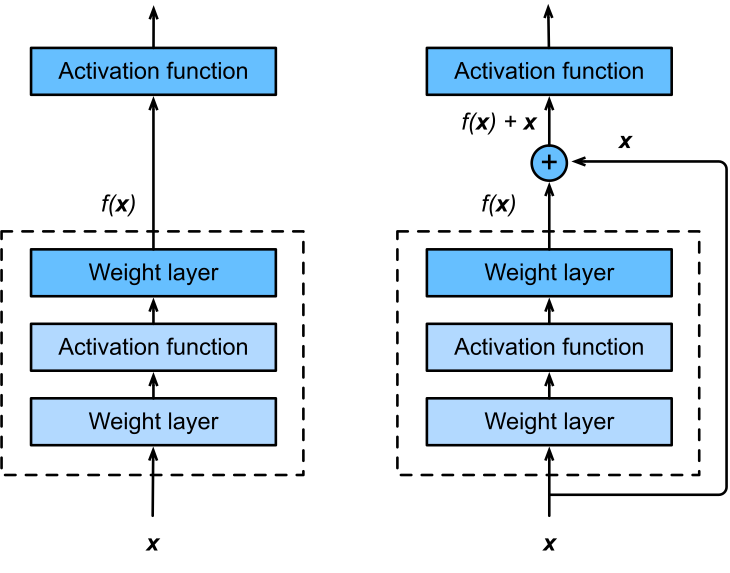 Activation function
f(x)
Weight layer
Activation function
Weight layer
x
Activation function
f(x) + x
x
+
f(x)
Weight layer
Activation function
Weight layer
x